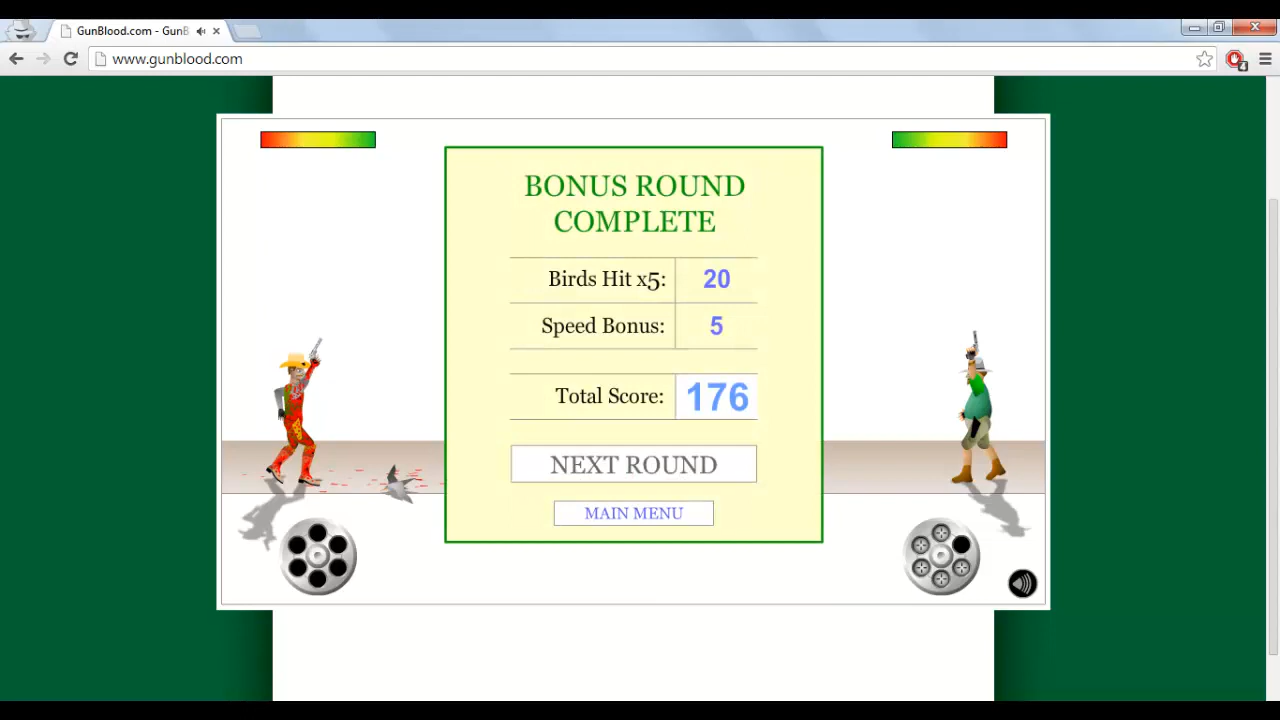 GunBlood.com - GunB
www.gunblood.com
4
BONUS ROUND
COMPLETE
Birds Hit x5: 20
Speed Bonus: 5
Total Score: 176
NEXT ROUND
MAIN MENU